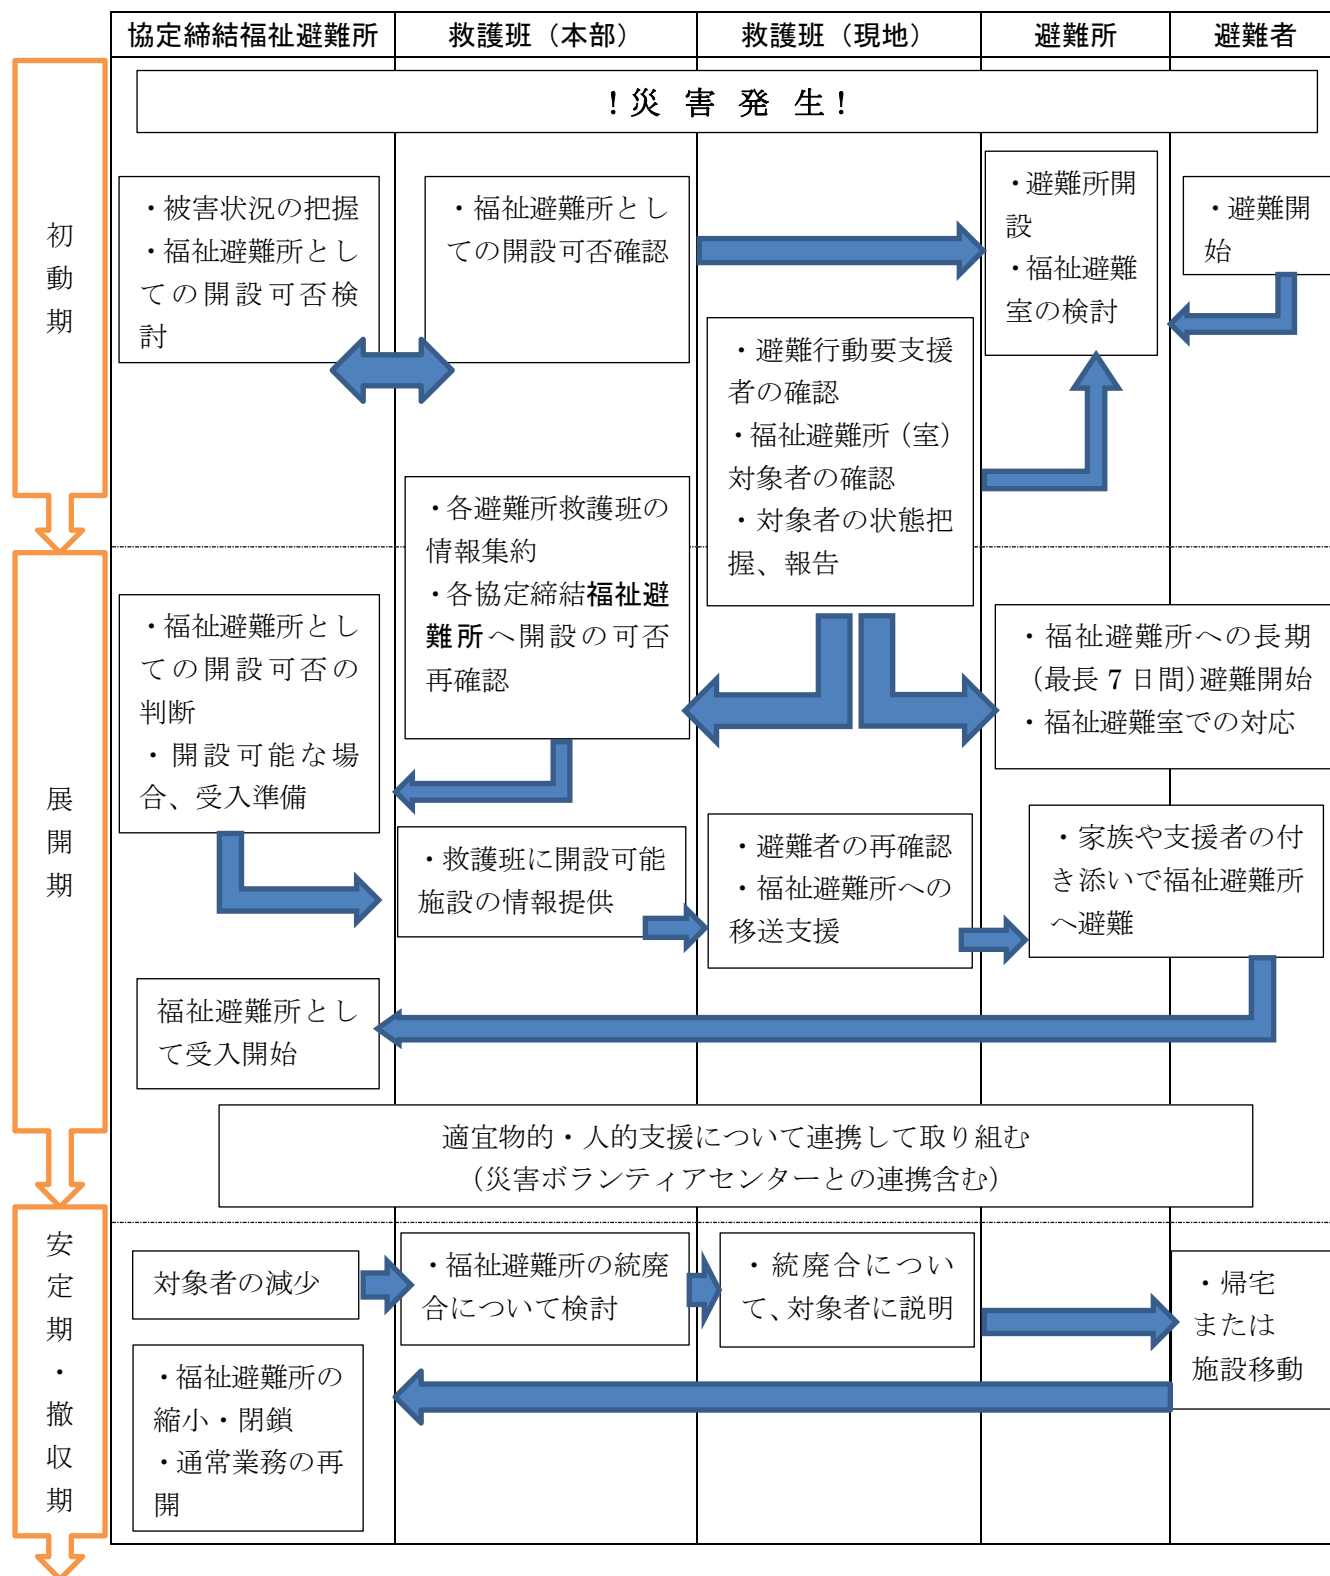 協定締結福祉避難所
救護班（本部）
救護班（現地）
避難所
避難者
！災 害 発 生！
初動期
・被害状況の把握
・福祉避難所とし
ての開設可否検
討
・福祉避難所とし
ての開設可否確認
・避難所開
設
・福祉避難
室の検討
・避難開
始
・避難行動要支援
者の確認
・福祉避難所（室）
対象者の確認
・対象者の状態把
握、報告
・各避難所救護班の
情報集約
・各協定締結福祉避
難所へ開設の可否
再確認
展開期
・福祉避難所とし
ての開設可否の
判断
・開設可能な場
合、受入準備
・福祉避難所への長期
（最長 7 日間）避難開始
・福祉避難室での対応
・救護班に開設可能
施設の情報提供
・避難者の再確認
・福祉避難所への
移送支援
・家族や支援者の付
き添いで福祉避難所
へ避難
福祉避難所とし
て受入開始
適宜物的・人的支援について連携して取り組む
（災害ボランティアセンターとの連携含む）
安定期・撤収期
対象者の減少
・福祉避難所の統廃
合について検討
・統廃合につい
て、対象者に説明
・帰宅
または
施設移動
・福祉避難所の
縮小・閉鎖
・通常業務の再
開